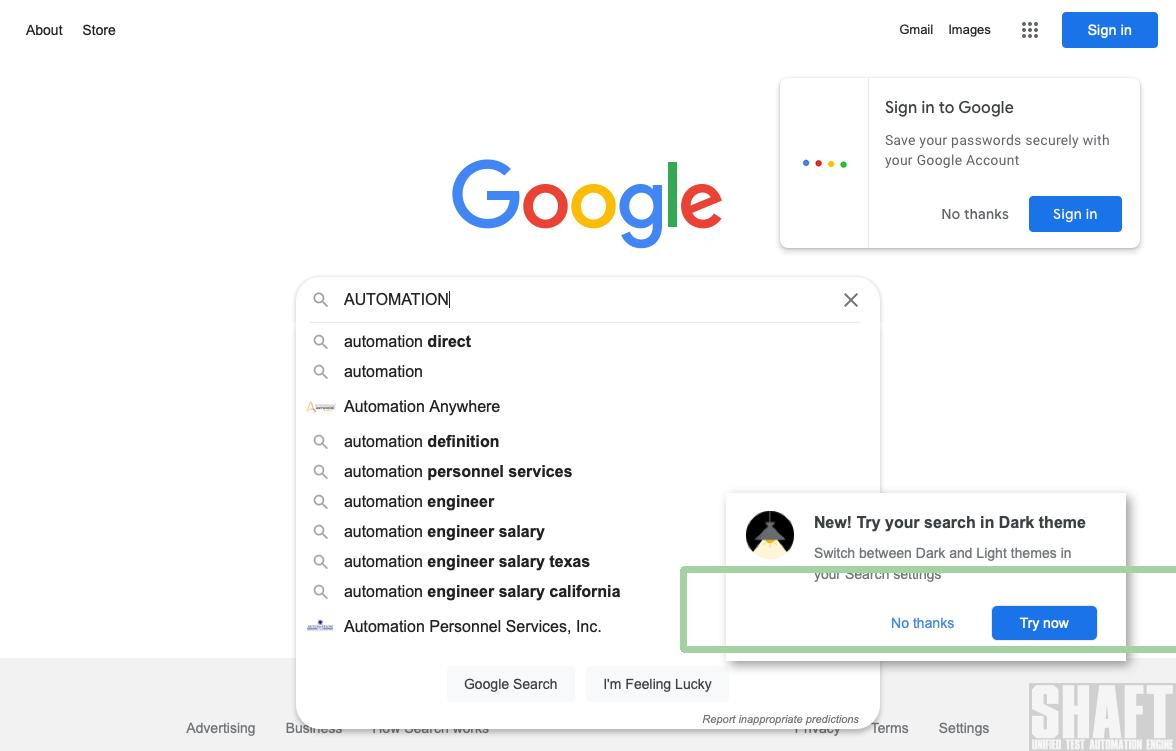 About Store
Gmail Images
Sign in
Sign in to Google
Save your passwords securely with
your Google Account
No thanks
Sign in
Google
AUTOMATION
automation direct
automation
Automation Anywhere
automation definition
automation personnel services
automation engineer
automation engineer salary
automation engineer salary texas
automation engineer salary california
Automation Personnel Services, Inc.
New! Try your search in Dark theme
Switch between Dark and Light themes in
your Search settings
No thanks
Try now
Google Search
I'm Feeling Lucky
Report inappropriate predictions
Advertising Business How Search works Privacy Terms Settings
SHAFT
UNIFIED TEST AUTOMATION ENGINE